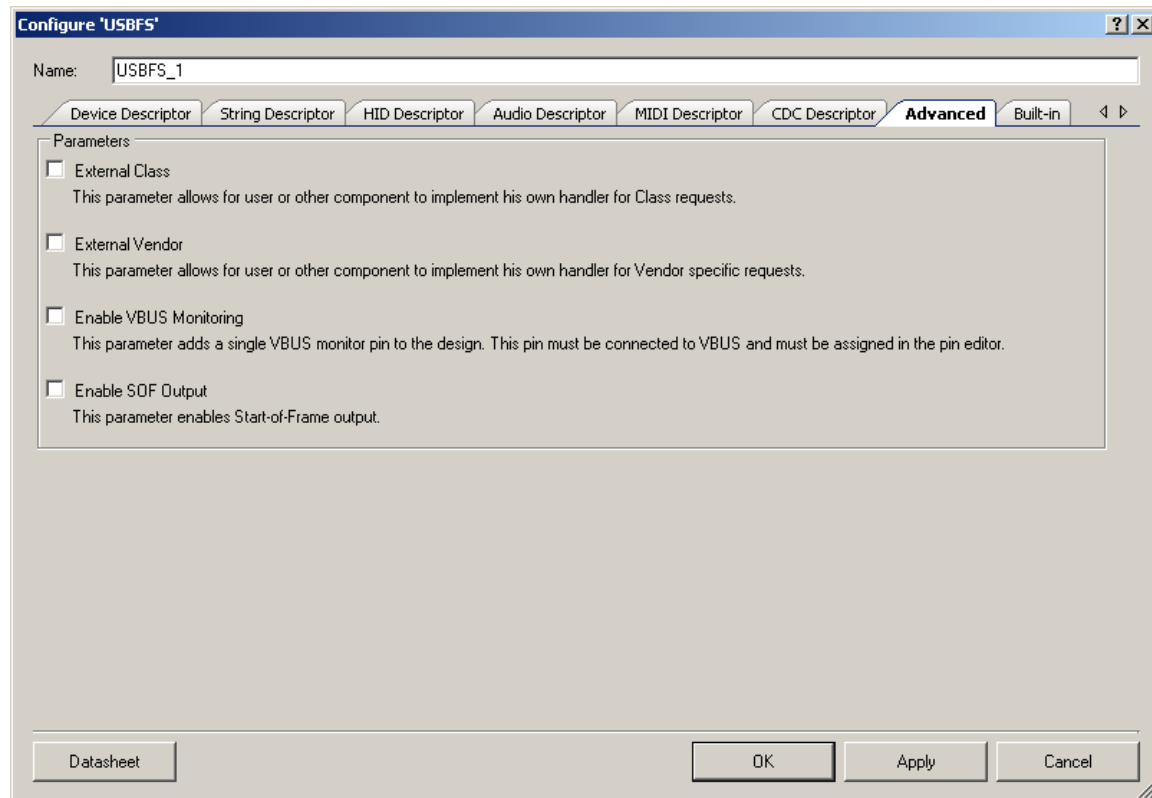 Configure 'USBFS'
Name: USBFS_1
Device Descriptor String Descriptor HID Descriptor Audio Descriptor MIDI Descriptor CDC Descriptor Advanced Built-in
Parameters
External Class
This parameter allows for user or other component to implement his own handler for Class requests.
External Vendor
This parameter allows for user or other component to implement his own handler for Vendor specific requests.
Enable VBUS Monitoring
This parameter adds a single VBUS monitor pin to the design. This pin must be connected to VBUS and must be assigned in the pin editor.
Enable SOF Output
This parameter enables Start-of-Frame output.
Datasheet OK Apply Cancel